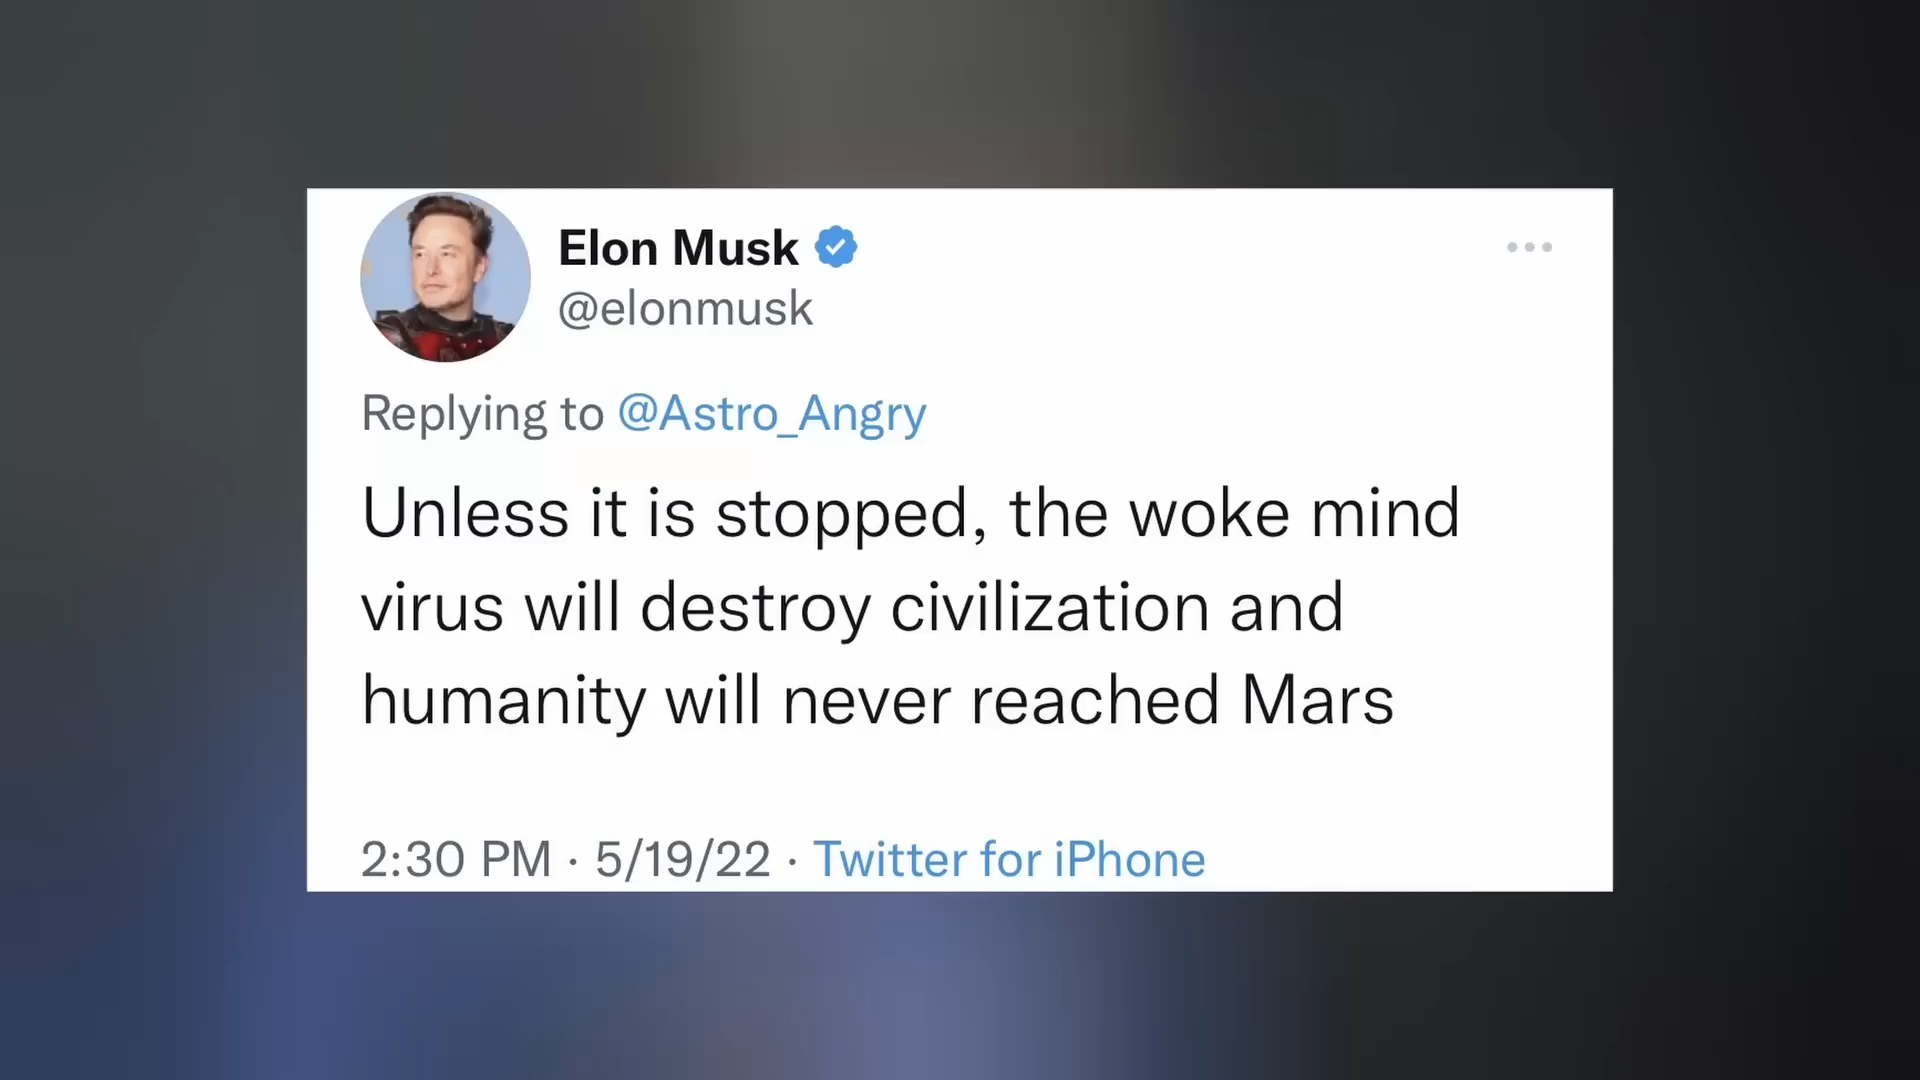 Elon Musk
@elonmusk
Replying to @Astro_Angry
Unless it is stopped, the woke mind
virus will destroy civilization and
humanity will never reached Mars
2:30 PM · 5/19/22 · Twitter for iPhone